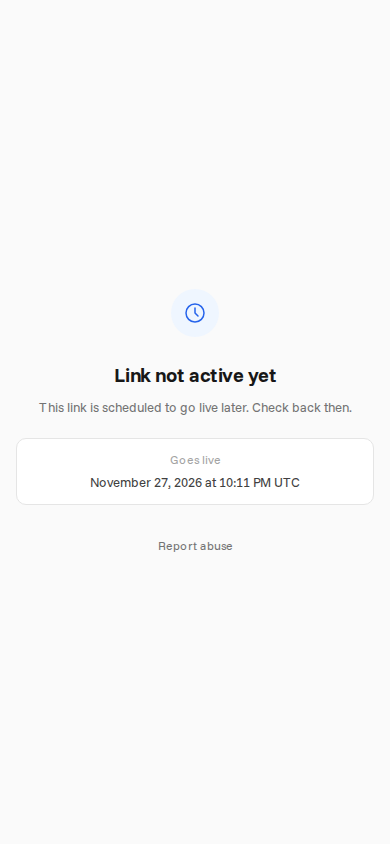 Link not active yet
This link is scheduled to go live later. Check back then.
Goes live
November 27, 2026 at 10:11 PM UTC
Report abuse